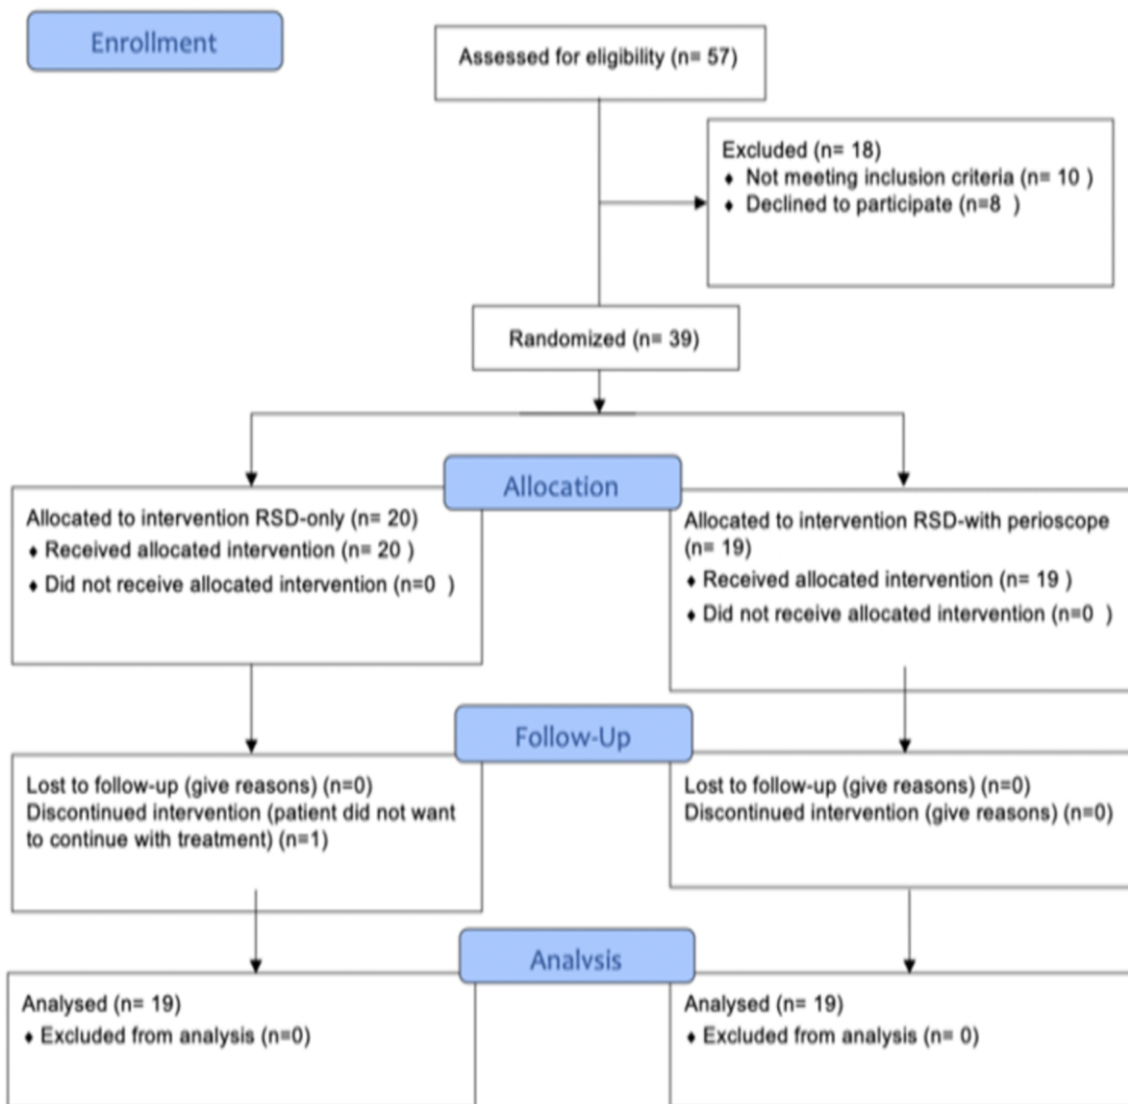 Enrollment
Assessed for eligibility (n= 57)
Excluded (n= 18)
♦ Not meeting inclusion criteria (n= 10 )
♦ Declined to participate (n=8 )
Randomized (n= 39)
Allocation
Allocated to intervention RSD-only (n= 20)
♦ Received allocated intervention (n= 20 )
♦ Did not receive allocated intervention (n=0 )
Allocated to intervention RSD-with perioscope
(n= 19)
♦ Received allocated intervention (n= 19 )
♦ Did not receive allocated intervention (n=0 )
Follow-Up
Lost to follow-up (give reasons) (n=0)
Discontinued intervention (patient did not want
to continue with treatment) (n=1)
Lost to follow-up (give reasons) (n=0)
Discontinued intervention (give reasons) (n=0)
Analysis
Analysed (n= 19)
♦ Excluded from analysis (n=0)
Analysed (n= 19)
♦ Excluded from analysis (n= 0)